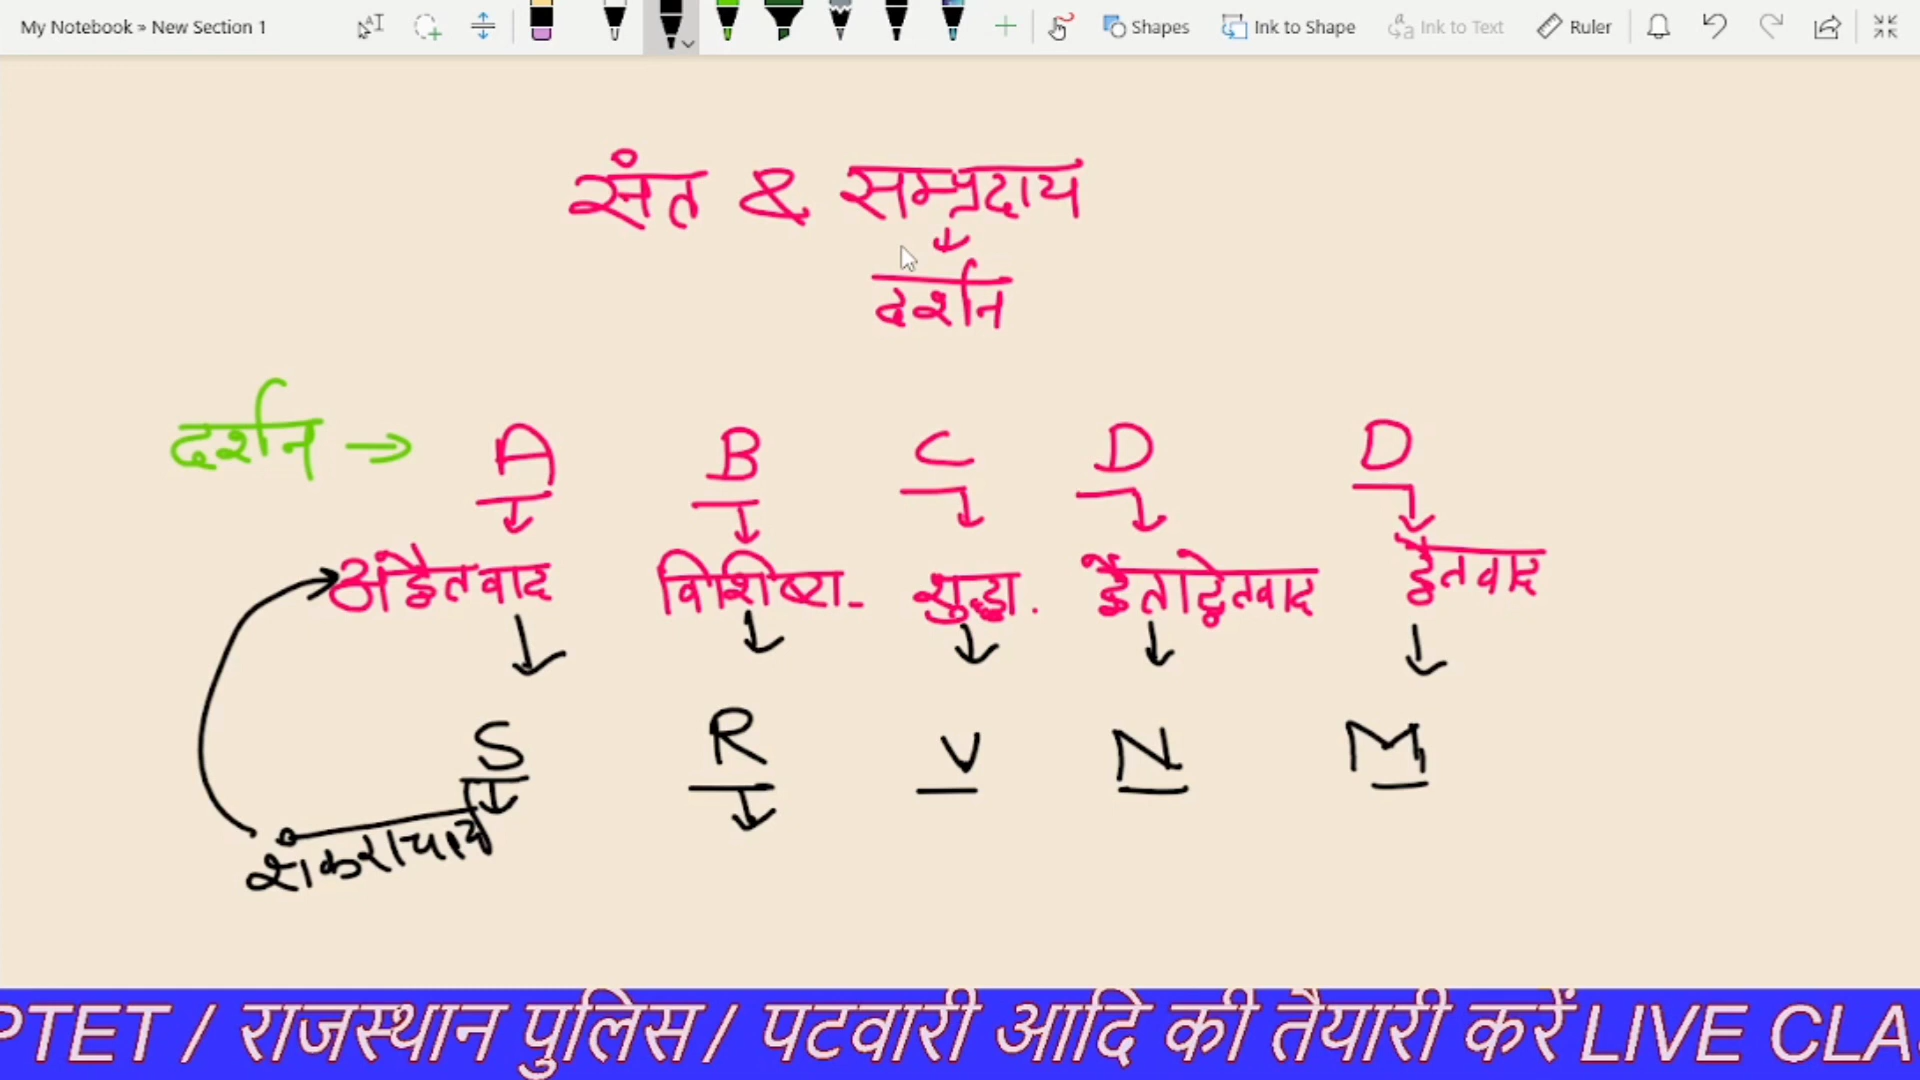 My Notebook » New Section 1 Shapes Ink to Shape Ink to Text Ruler
संत & सम्प्रदाय
दर्शन
दर्शन → A B C D D
अद्वैतवाद विशिष्टा- शुद्धा. द्वैताद्वैतवाद द्वैतवाद
S R V N M
शंकराचार्य
PTET / राजस्थान पुलिस/ पटवारी आदि की तैयारी करें LIVE CLA